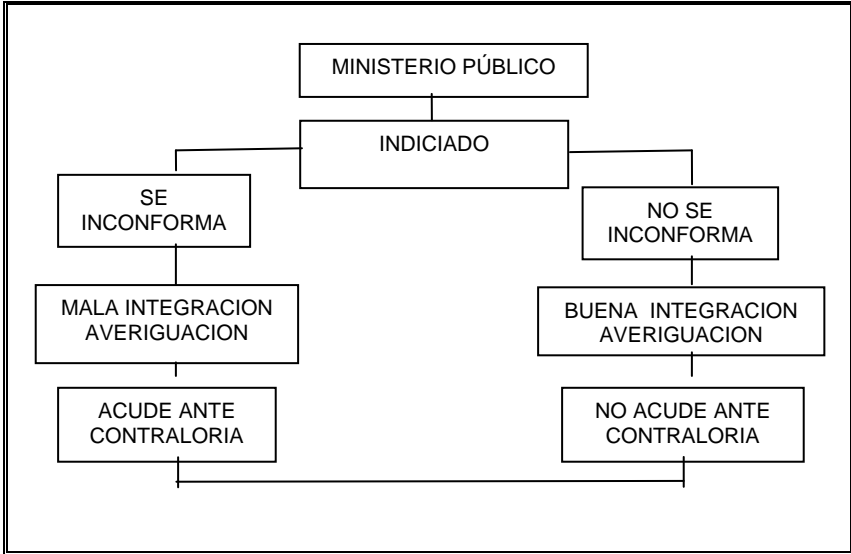 MINISTERIO PÚBLICO
INDICIADO
SE
INCONFORMA
NO SE
INCONFORMA
MALA INTEGRACION
AVERIGUACION
BUENA INTEGRACION
AVERIGUACION
ACUDE ANTE
CONTRALORIA
NO ACUDE ANTE
CONTRALORIA